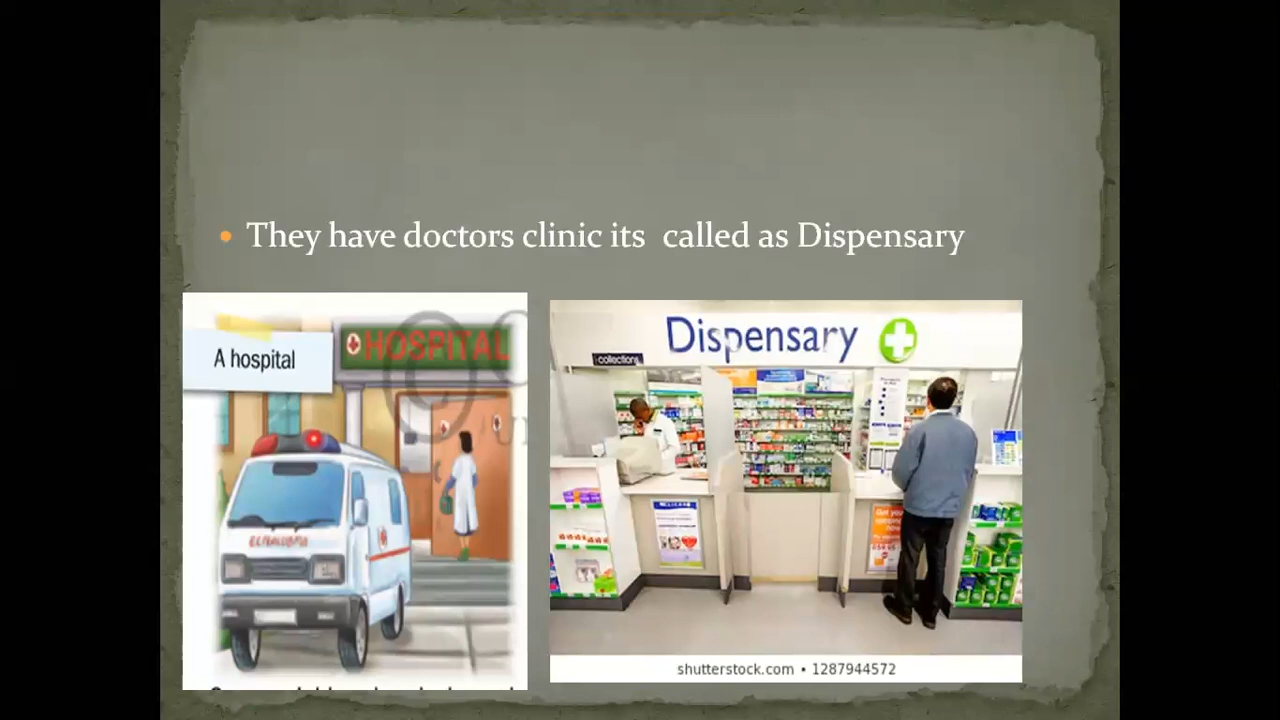 They have doctors clinic its  called as Dispensary
A hospital
HOSPITAL
Dispensary
collections
shutterstock.com • 1287944572